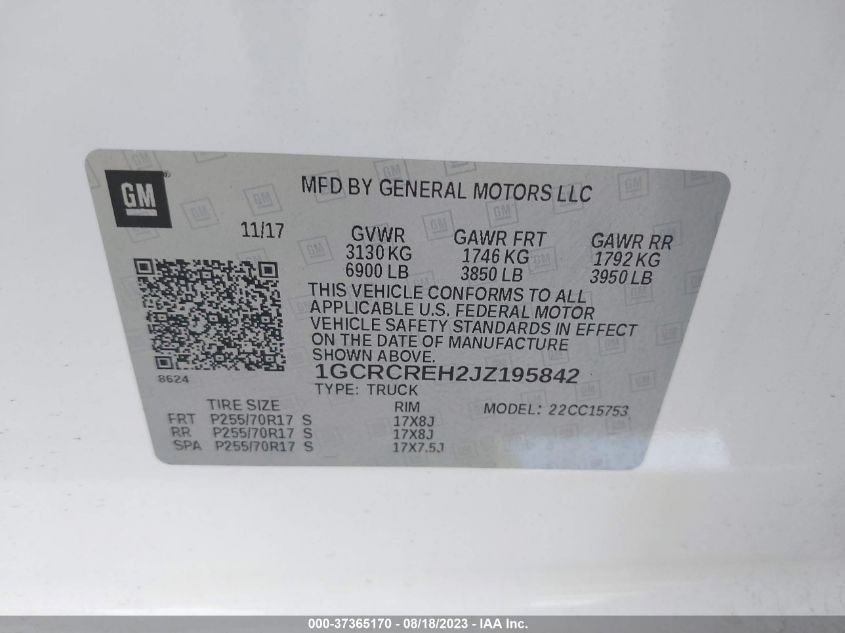 GM
MFD BY GENERAL MOTORS LLC
11/17
GVWR GAWR FRT GAWR RR
3130 KG 1746 KG 1792 KG
6900 LB 3850 LB 3950 LB
THIS VEHICLE CONFORMS TO ALL
APPLICABLE U.S. FEDERAL MOTOR
VEHICLE SAFETY STANDARDS IN EFFECT
ON THE DATE OF MANUFACTURE
SHOWN ABOVE.
8624
1GCRCREH2JZ195842
TYPE: TRUCK
TIRE SIZE RIM MODEL: 22CC15753
FRT P255/70R17 S 17X8J
RR P255/70R17 S 17X8J
SPA P255/70R17 S 17X7.5J
000-37365170 - 08/18/2023 - IAA Inc.